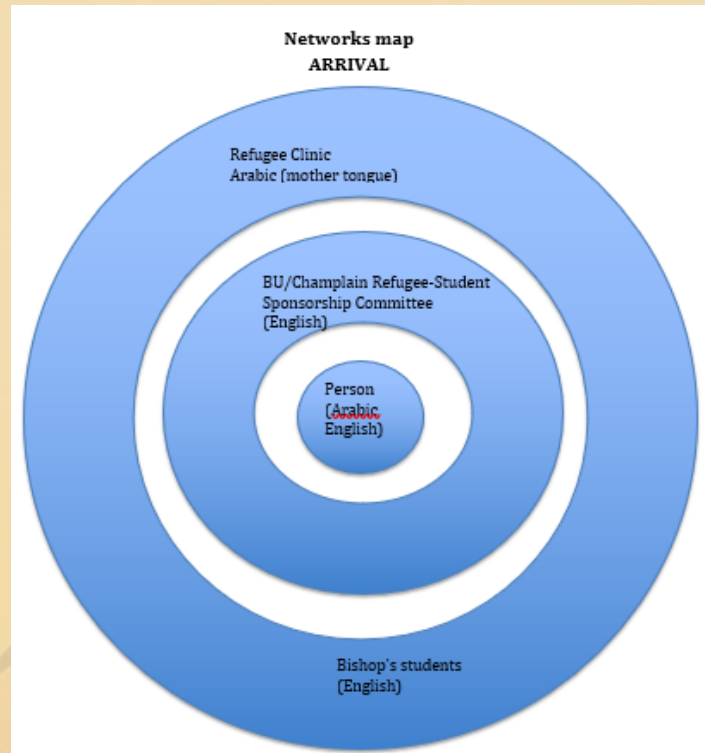 Networks map
ARRIVAL
Refugee Clinic
Arabic (mother tongue)
BU/Champlain Refugee-Student
Sponsorship Committee
(English)
Person
(Arabic
English)
Bishop's students
(English)